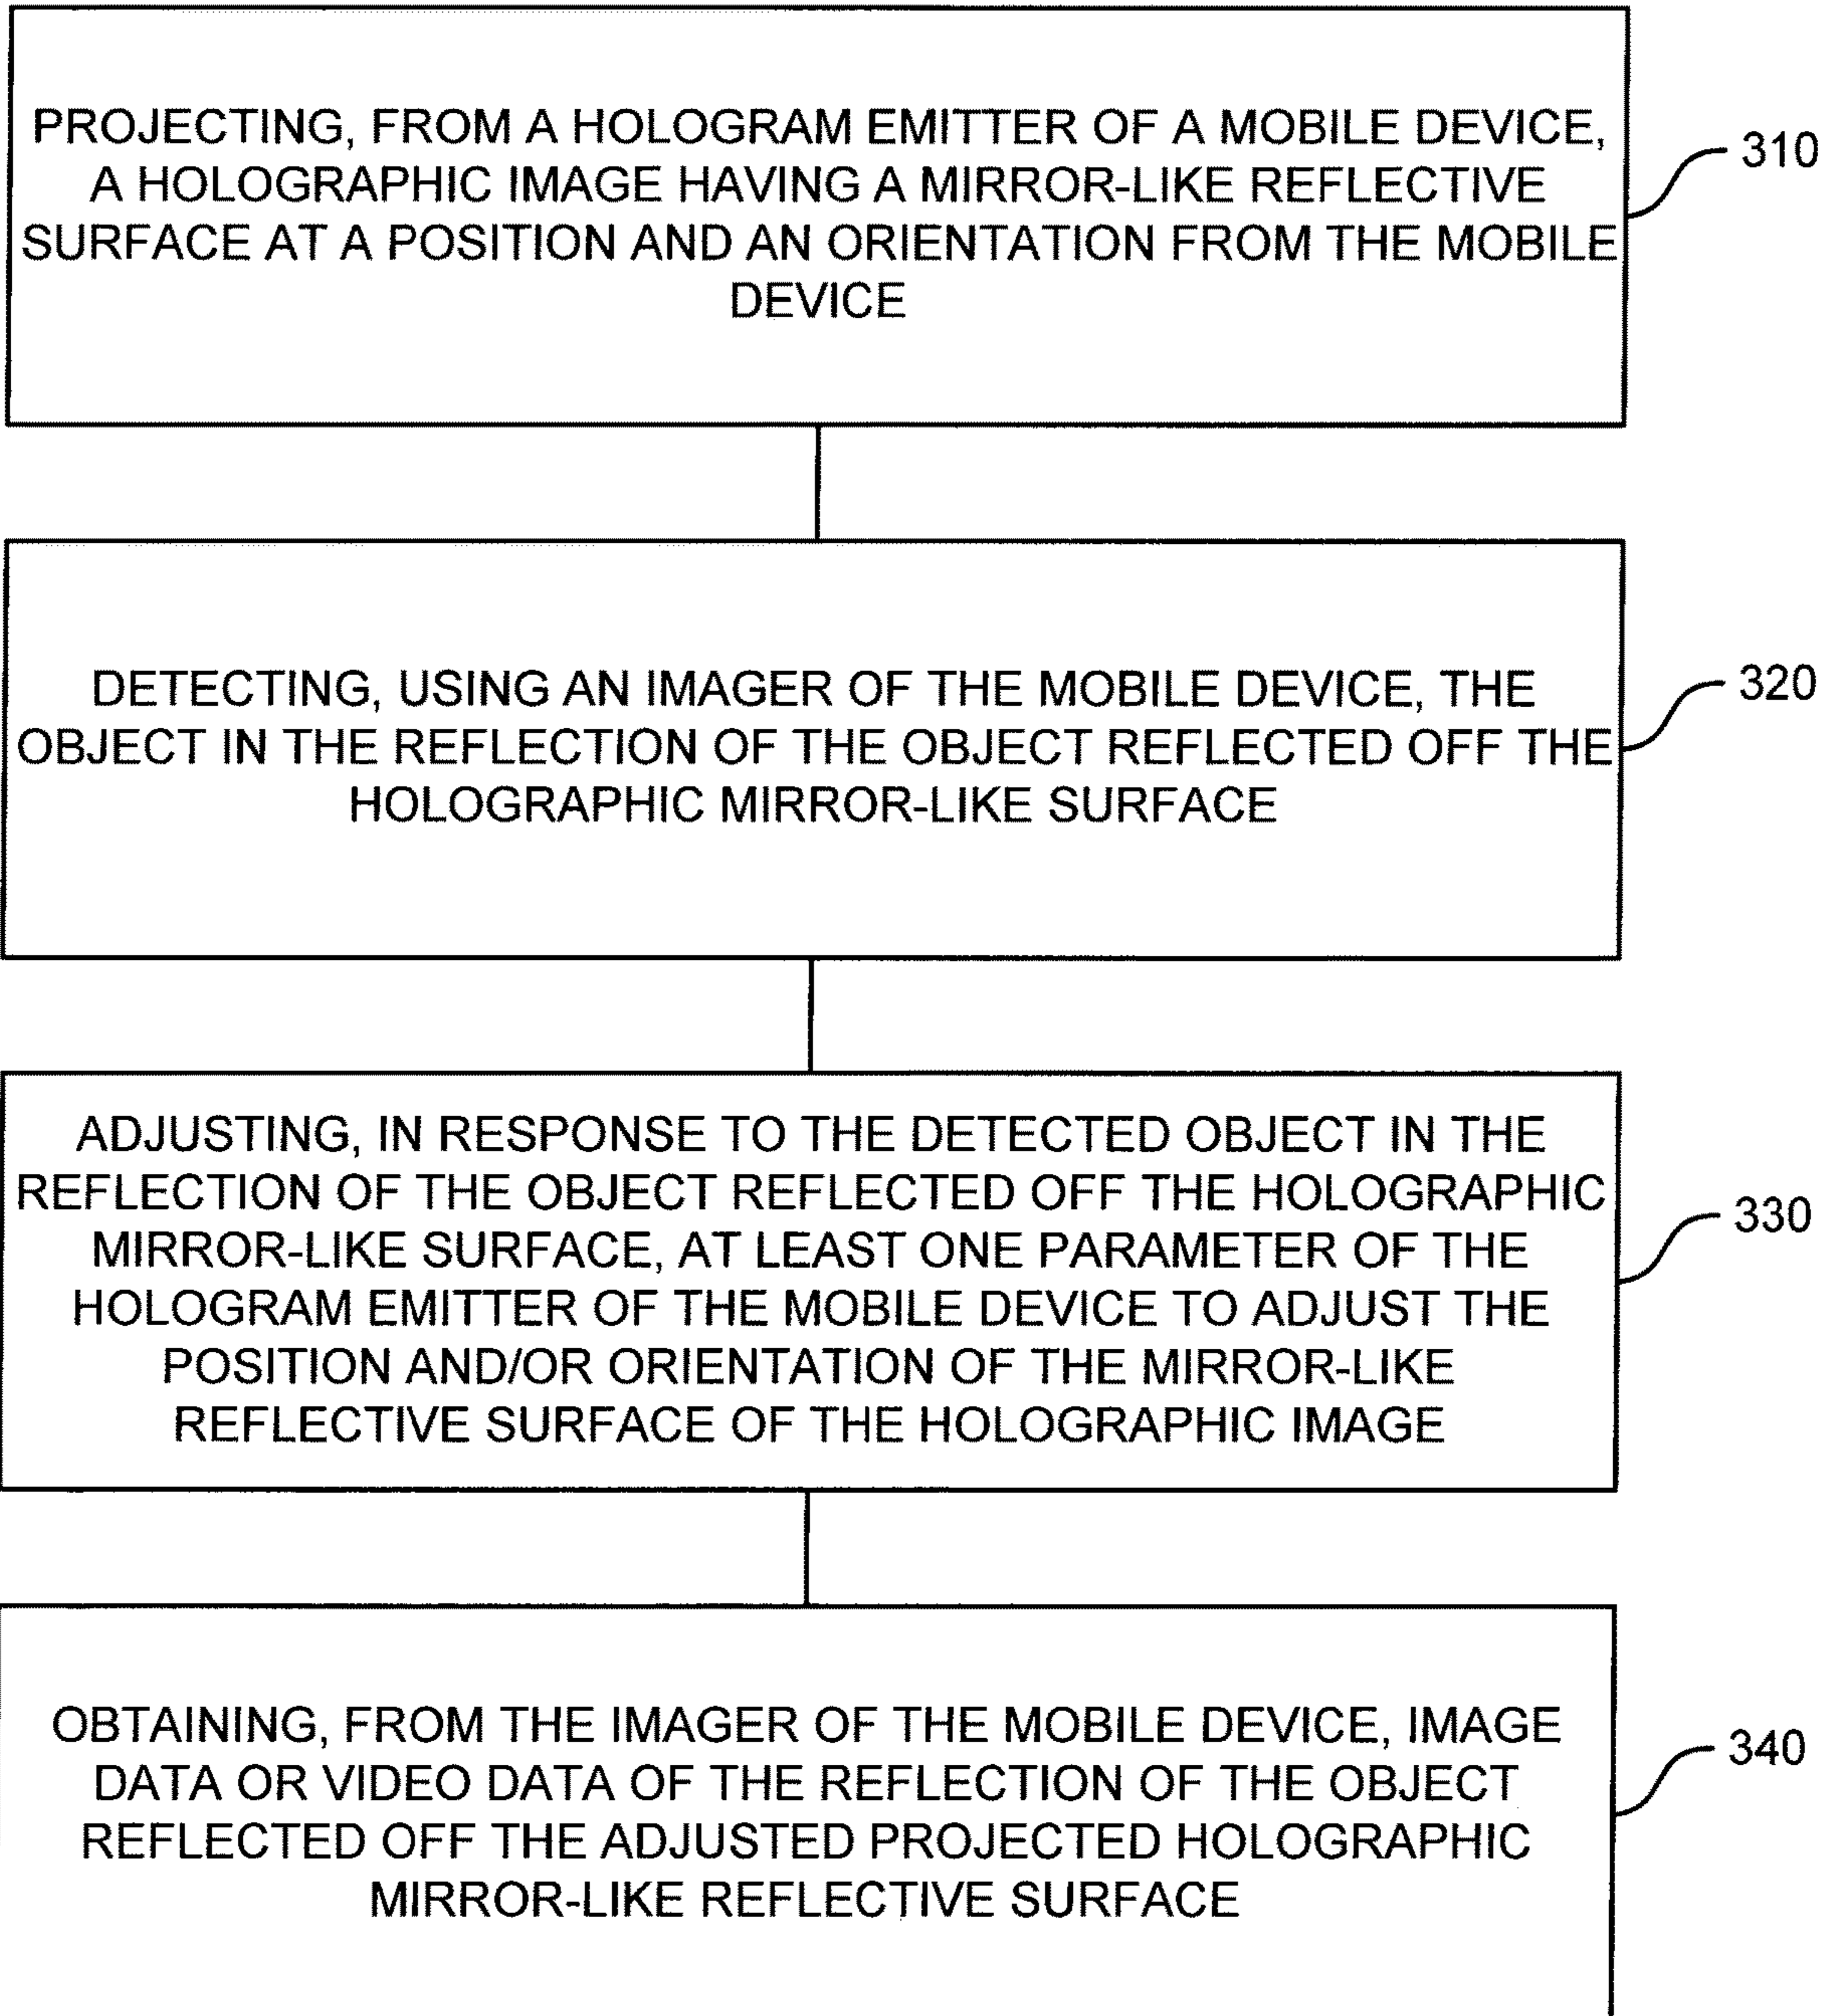 PROJECTING, FROM A HOLOGRAM EMITTER OF A MOBILE DEVICE,
A HOLOGRAPHIC IMAGE HAVING A MIRROR-LIKE REFLECTIVE
SURFACE AT A POSITION AND AN ORIENTATION FROM THE MOBILE
DEVICE
310
DETECTING, USING AN IMAGER OF THE MOBILE DEVICE, THE
OBJECT IN THE REFLECTION OF THE OBJECT REFLECTED OFF THE
HOLOGRAPHIC MIRROR-LIKE SURFACE
320
ADJUSTING, IN RESPONSE TO THE DETECTED OBJECT IN THE
REFLECTION OF THE OBJECT REFLECTED OFF THE HOLOGRAPHIC
MIRROR-LIKE SURFACE, AT LEAST ONE PARAMETER OF THE
HOLOGRAM EMITTER OF THE MOBILE DEVICE TO ADJUST THE
POSITION AND/OR ORIENTATION OF THE MIRROR-LIKE
REFLECTIVE SURFACE OF THE HOLOGRAPHIC IMAGE
330
OBTAINING, FROM THE IMAGER OF THE MOBILE DEVICE, IMAGE
DATA OR VIDEO DATA OF THE REFLECTION OF THE OBJECT
REFLECTED OFF THE ADJUSTED PROJECTED HOLOGRAPHIC
MIRROR-LIKE REFLECTIVE SURFACE
340